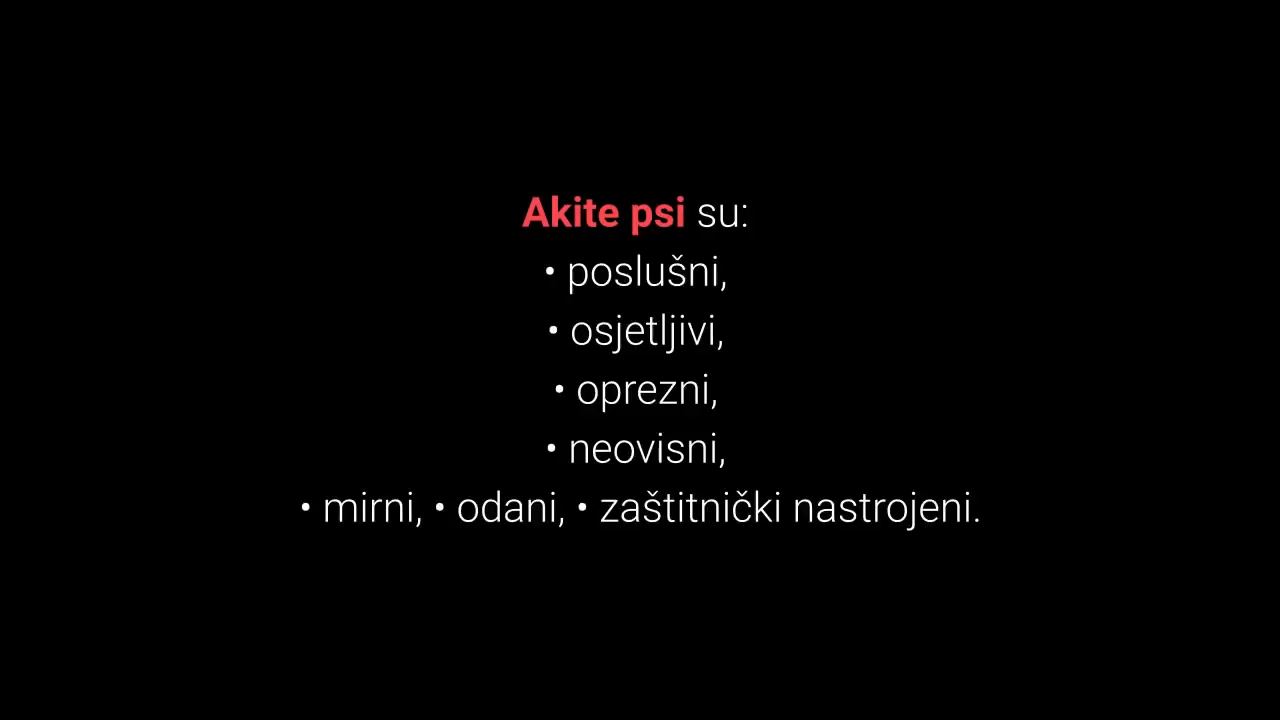 Akite psi su:
• poslušni,
• osjetljivi,
• oprezni,
• neovisni,
• mirni, • odani, • zaštitnički nastrojeni.